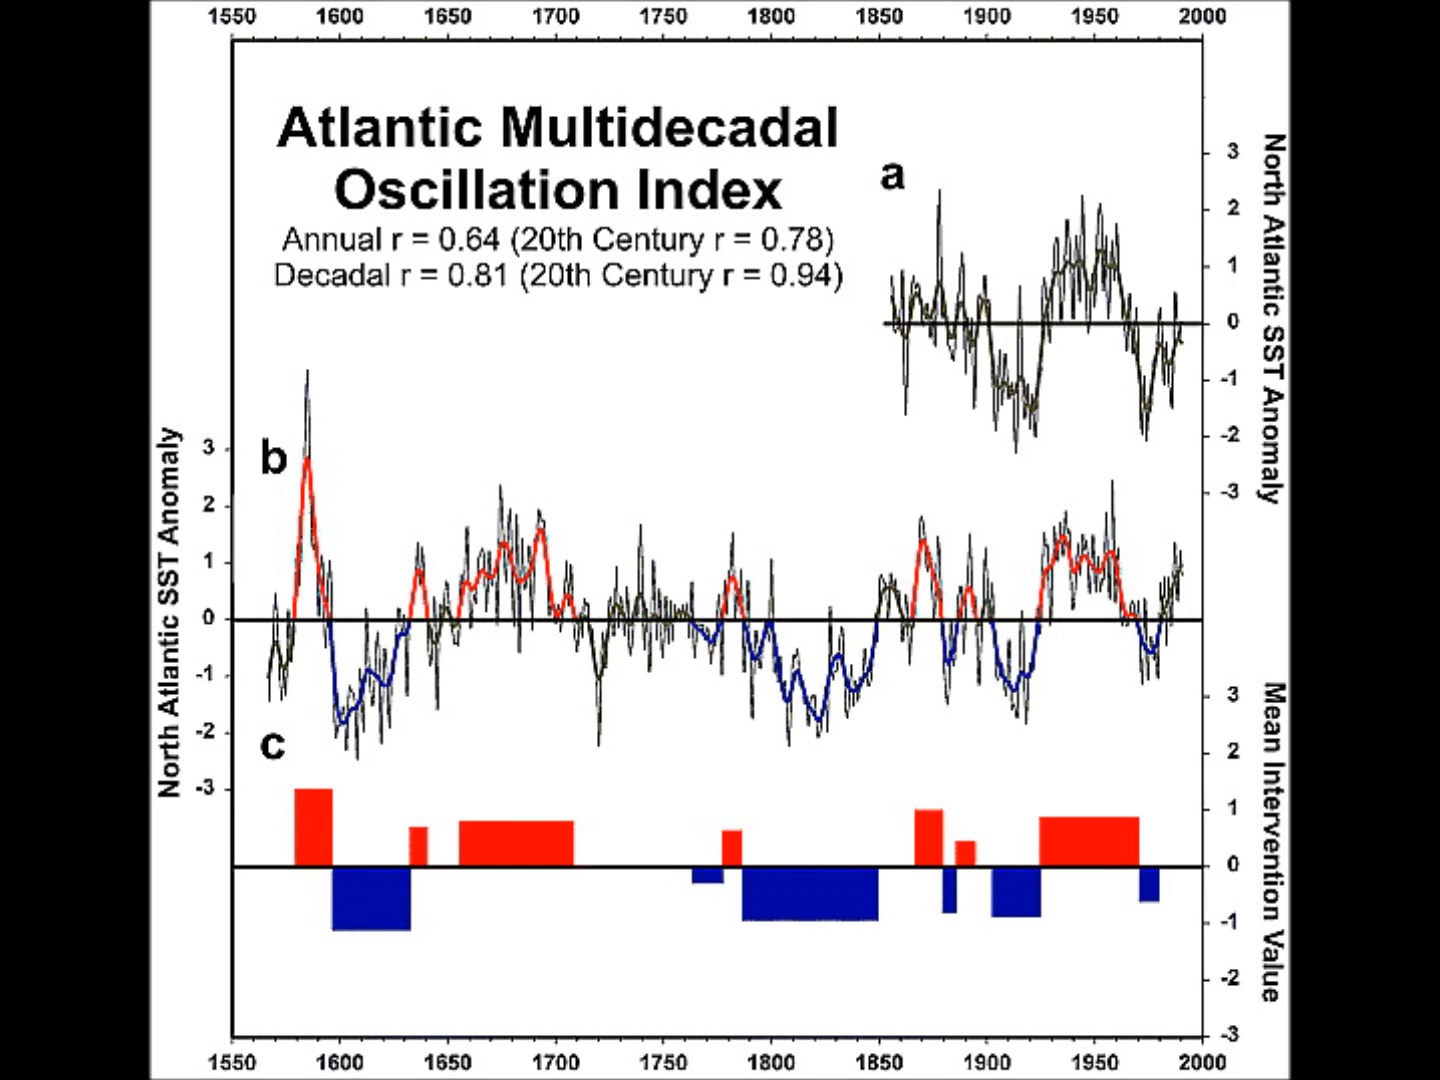 1550 1600 1650 1700 1750 1800 1850 1900 1950 2000
Atlantic Multidecadal
Oscillation Index
Annual r = 0.64 (20th Century r = 0.78)
Decadal r = 0.81 (20th Century r = 0.94)
a
3
2
1
0
-1
-2
-3
North Atlantic SST Anomaly
b
3
2
1
0
-1
-2
-3
North Atlantic SST Anomaly
c
3
2
1
0
-1
-2
-3
Mean Intervention Value
1550 1600 1650 1700 1750 1800 1850 1900 1950 2000